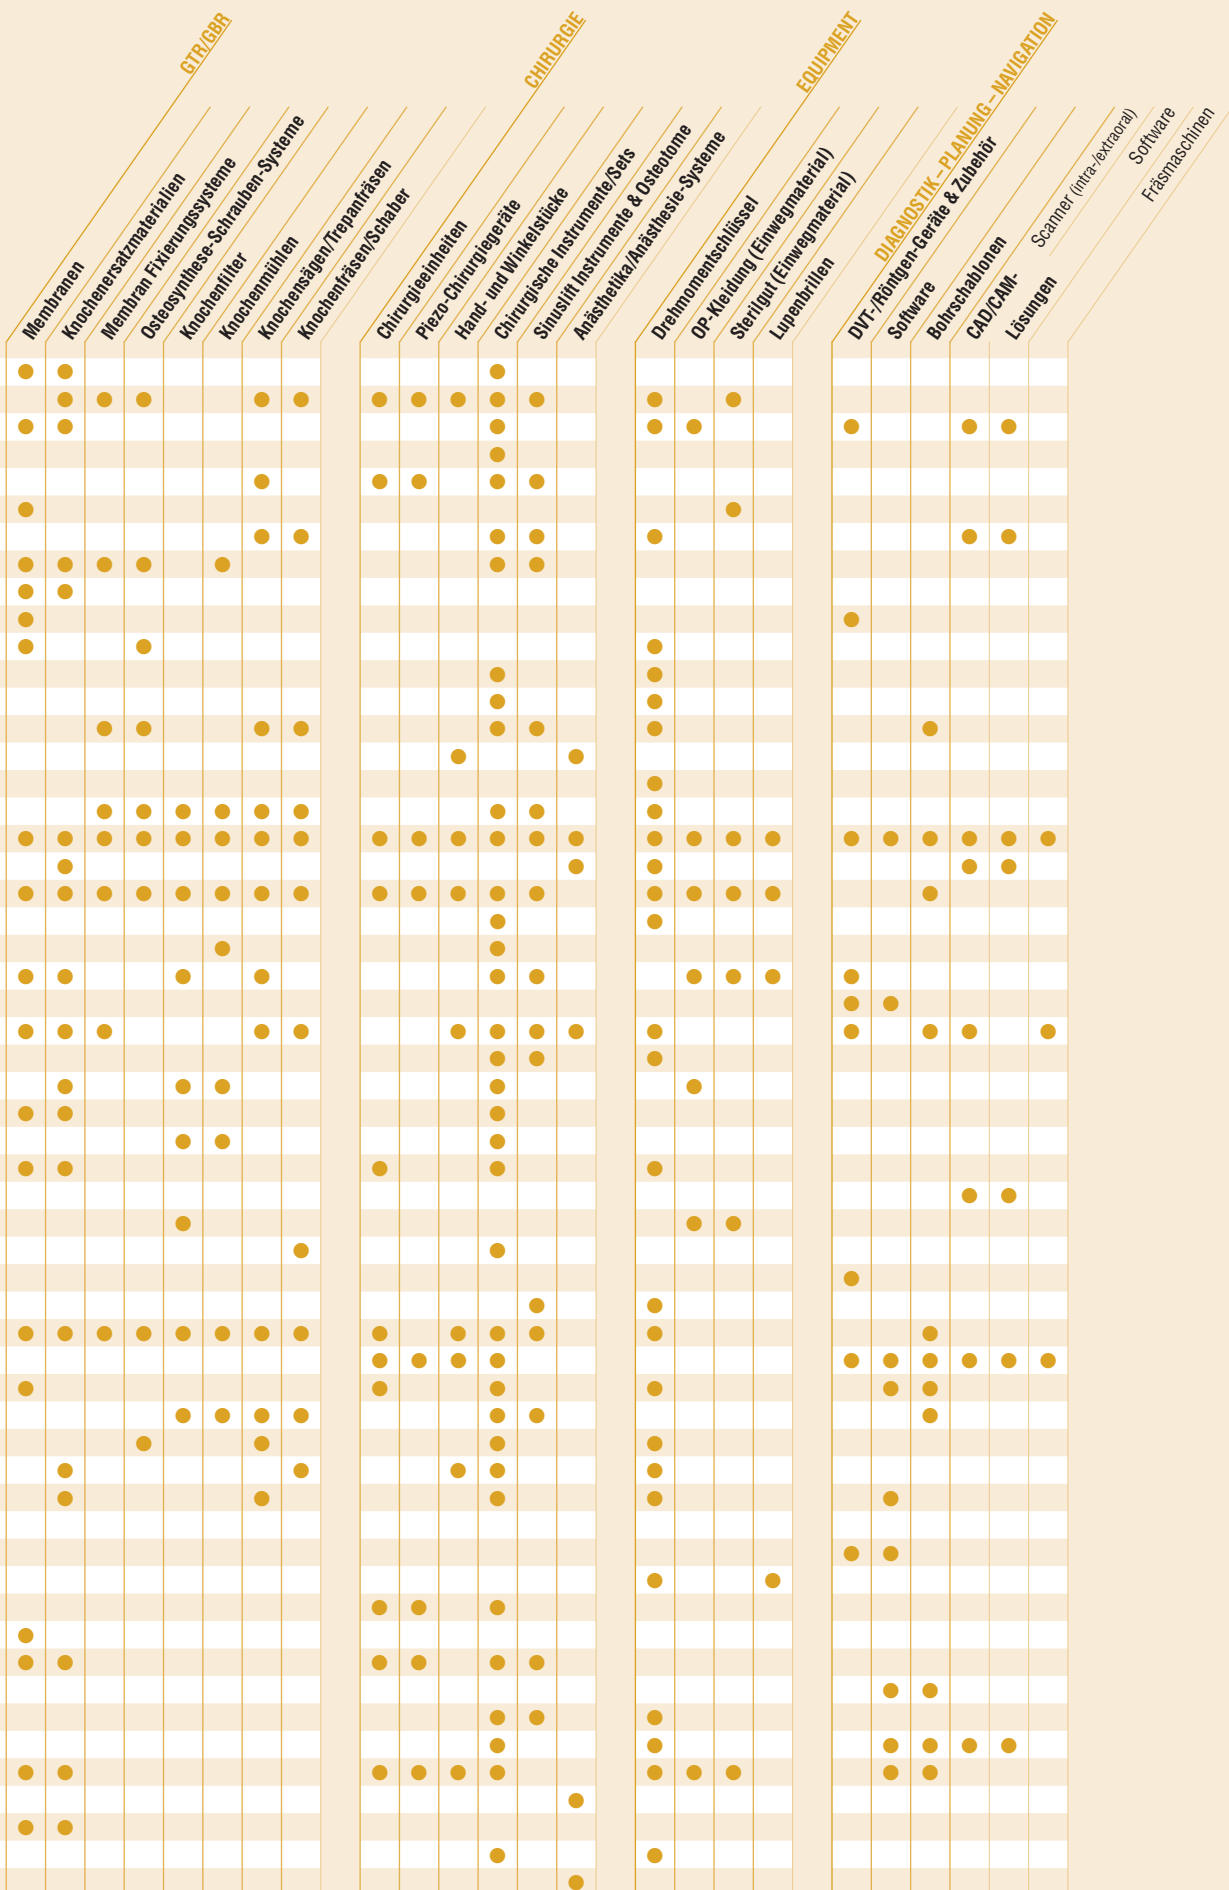 GTR/GBR
Membranen
Knochenersatzmaterialien
Membran Fixierungssysteme
Osteosynthese-Schrauben-Systeme
Knochenfilter
Knochenmühlen
Knochensägen/Trepanfräsen
Knochenfräsen/Schaber
CHIRURGIE
Chirurgieeinheiten
Piezo-Chirurgiegeräte
Hand- und Winkelstücke
Chirurgische Instrumente/Sets
Sinuslift Instrumente & Osteotome
Anästhetika/Anästhesie-Systeme
EQUIPMENT
Drehmomentschlüssel
OP-Kleidung (Einwegmaterial)
Sterilgut (Einwegmaterial)
Lupenbrillen
DIAGNOSTIK – PLANUNG – NAVIGATION
DVT-/Röntgen-Geräte & Zubehör
Software
Bohrschablonen
CAD/CAM-
Lösungen
Scanner (intra-/extraoral)
Software
Fräsmaschinen